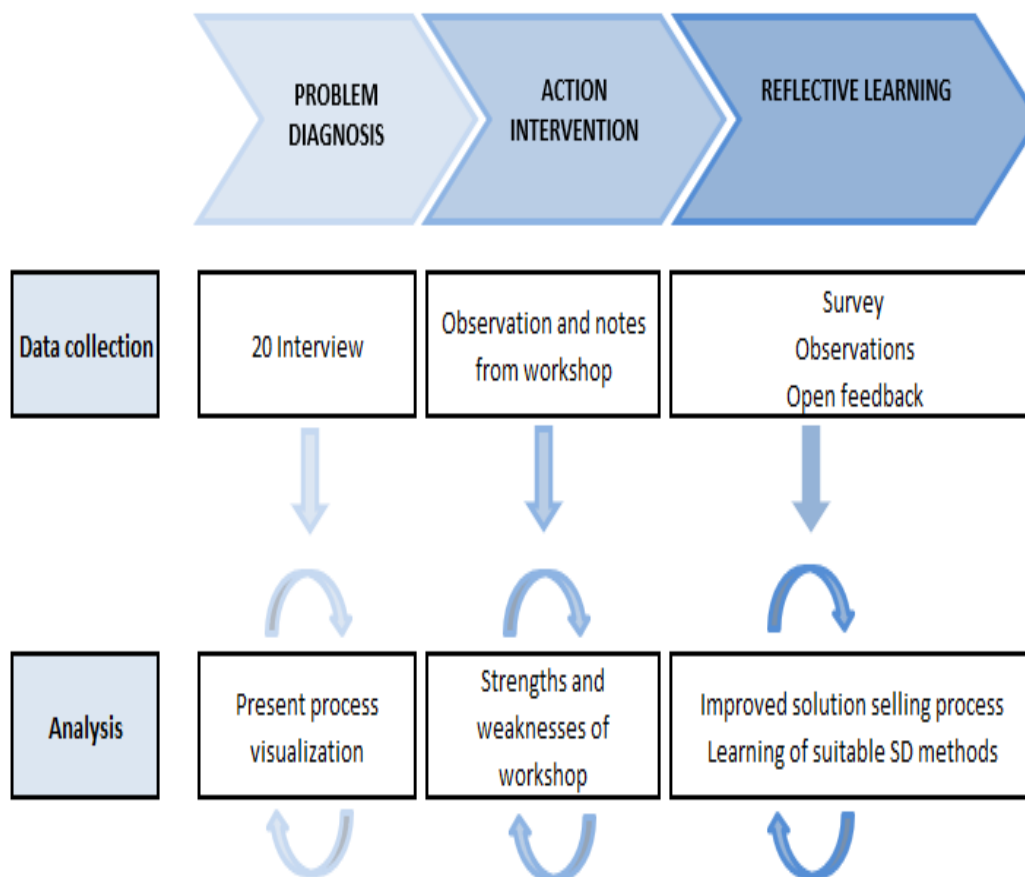 PROBLEM
DIAGNOSIS
ACTION
INTERVENTION
REFLECTIVE LEARNING
Data collection
20 Interview
Observation and notes
from workshop
Survey
Observations
Open feedback
Analysis
Present process
visualization
Strengths and
weaknesses of
workshop
Improved solution selling process
Learning of suitable SD methods